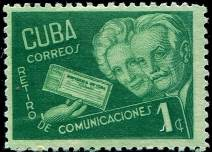 CUBA
CORREOS
RETIRO DE COMUNICACIONES
1¢